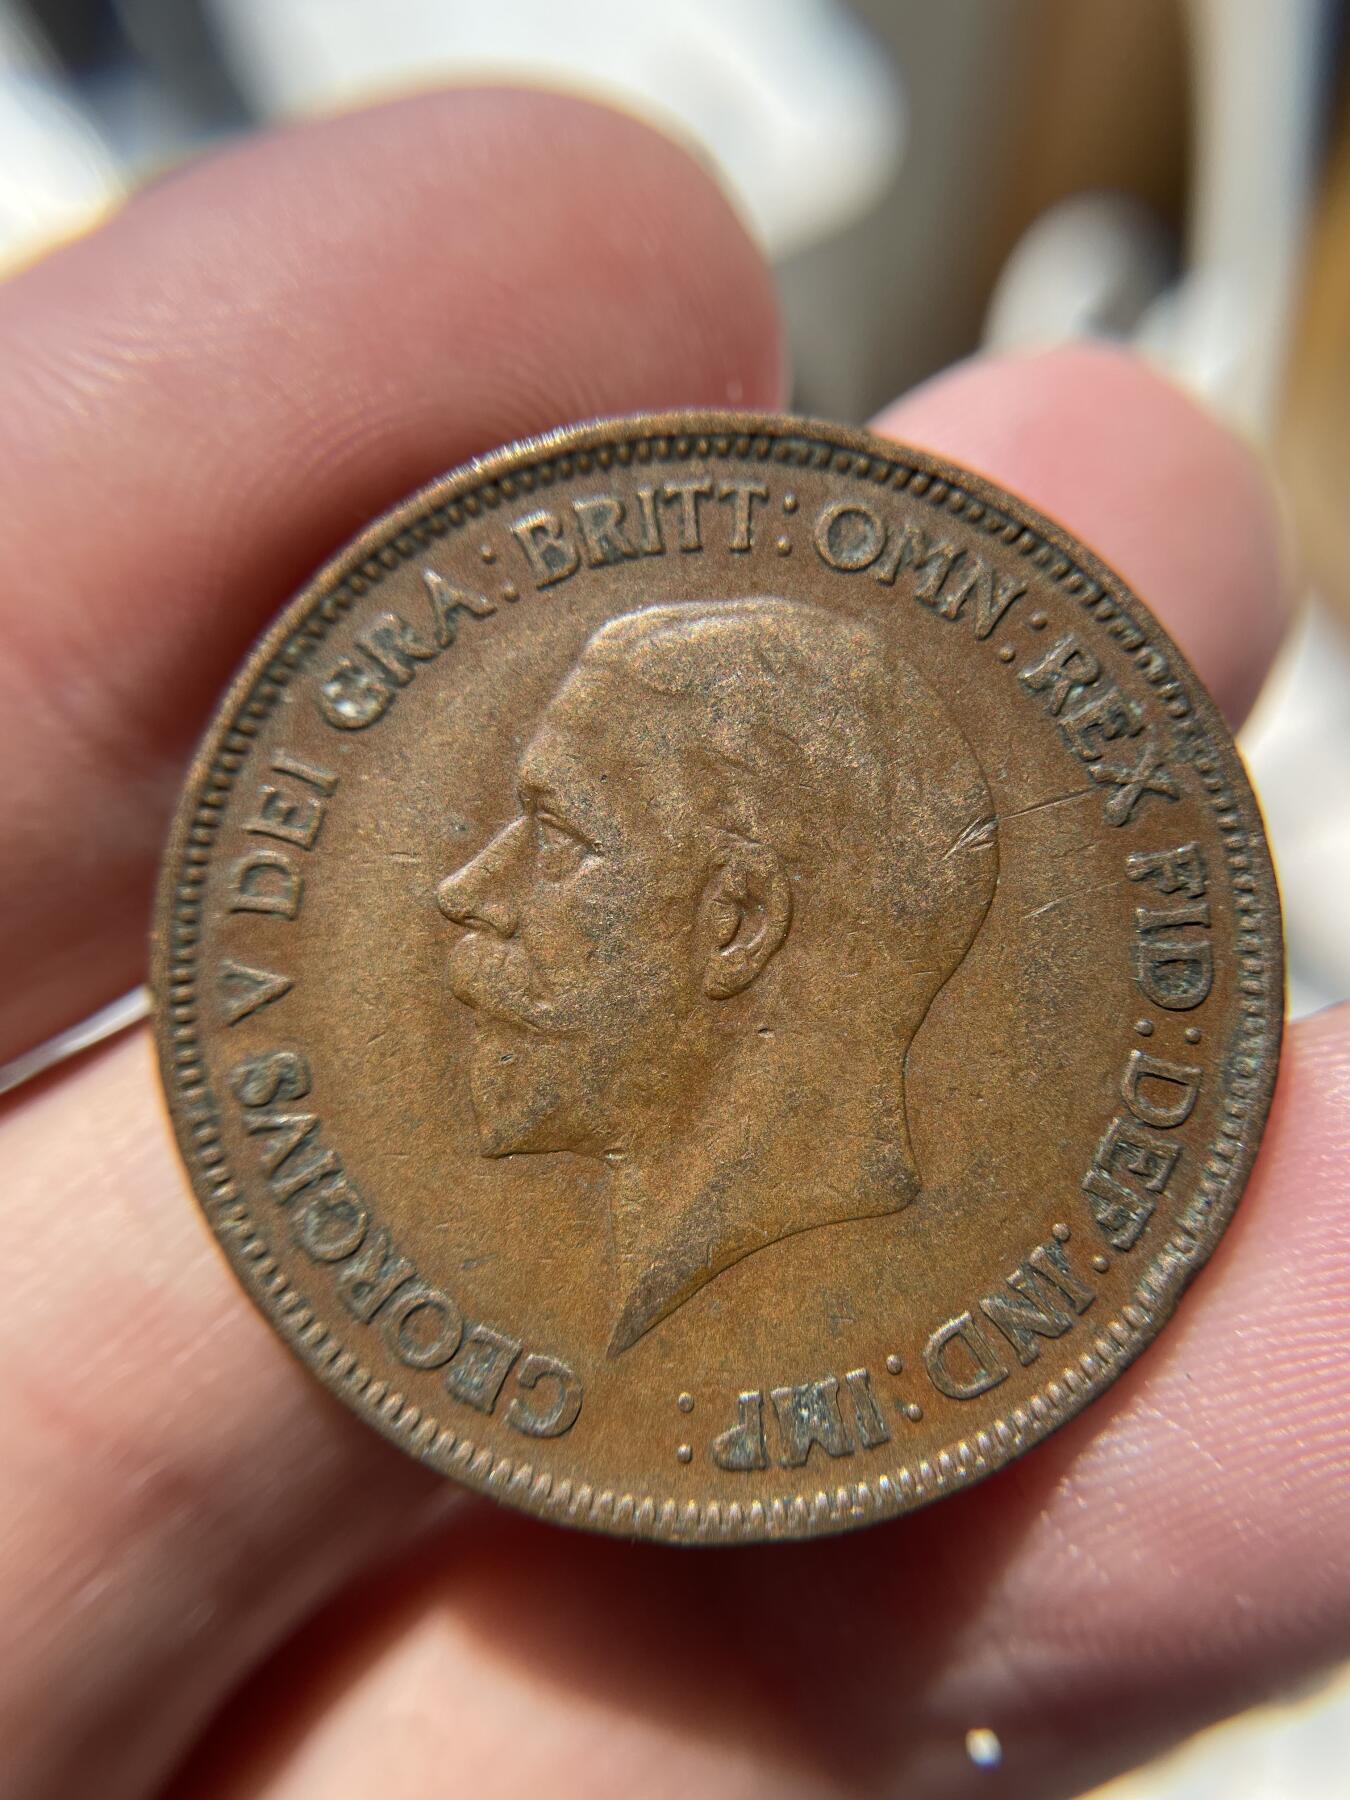 GEORGIVS V DEI GRA: BRITT: OMN: REX FID: DEF: IND: IMP: